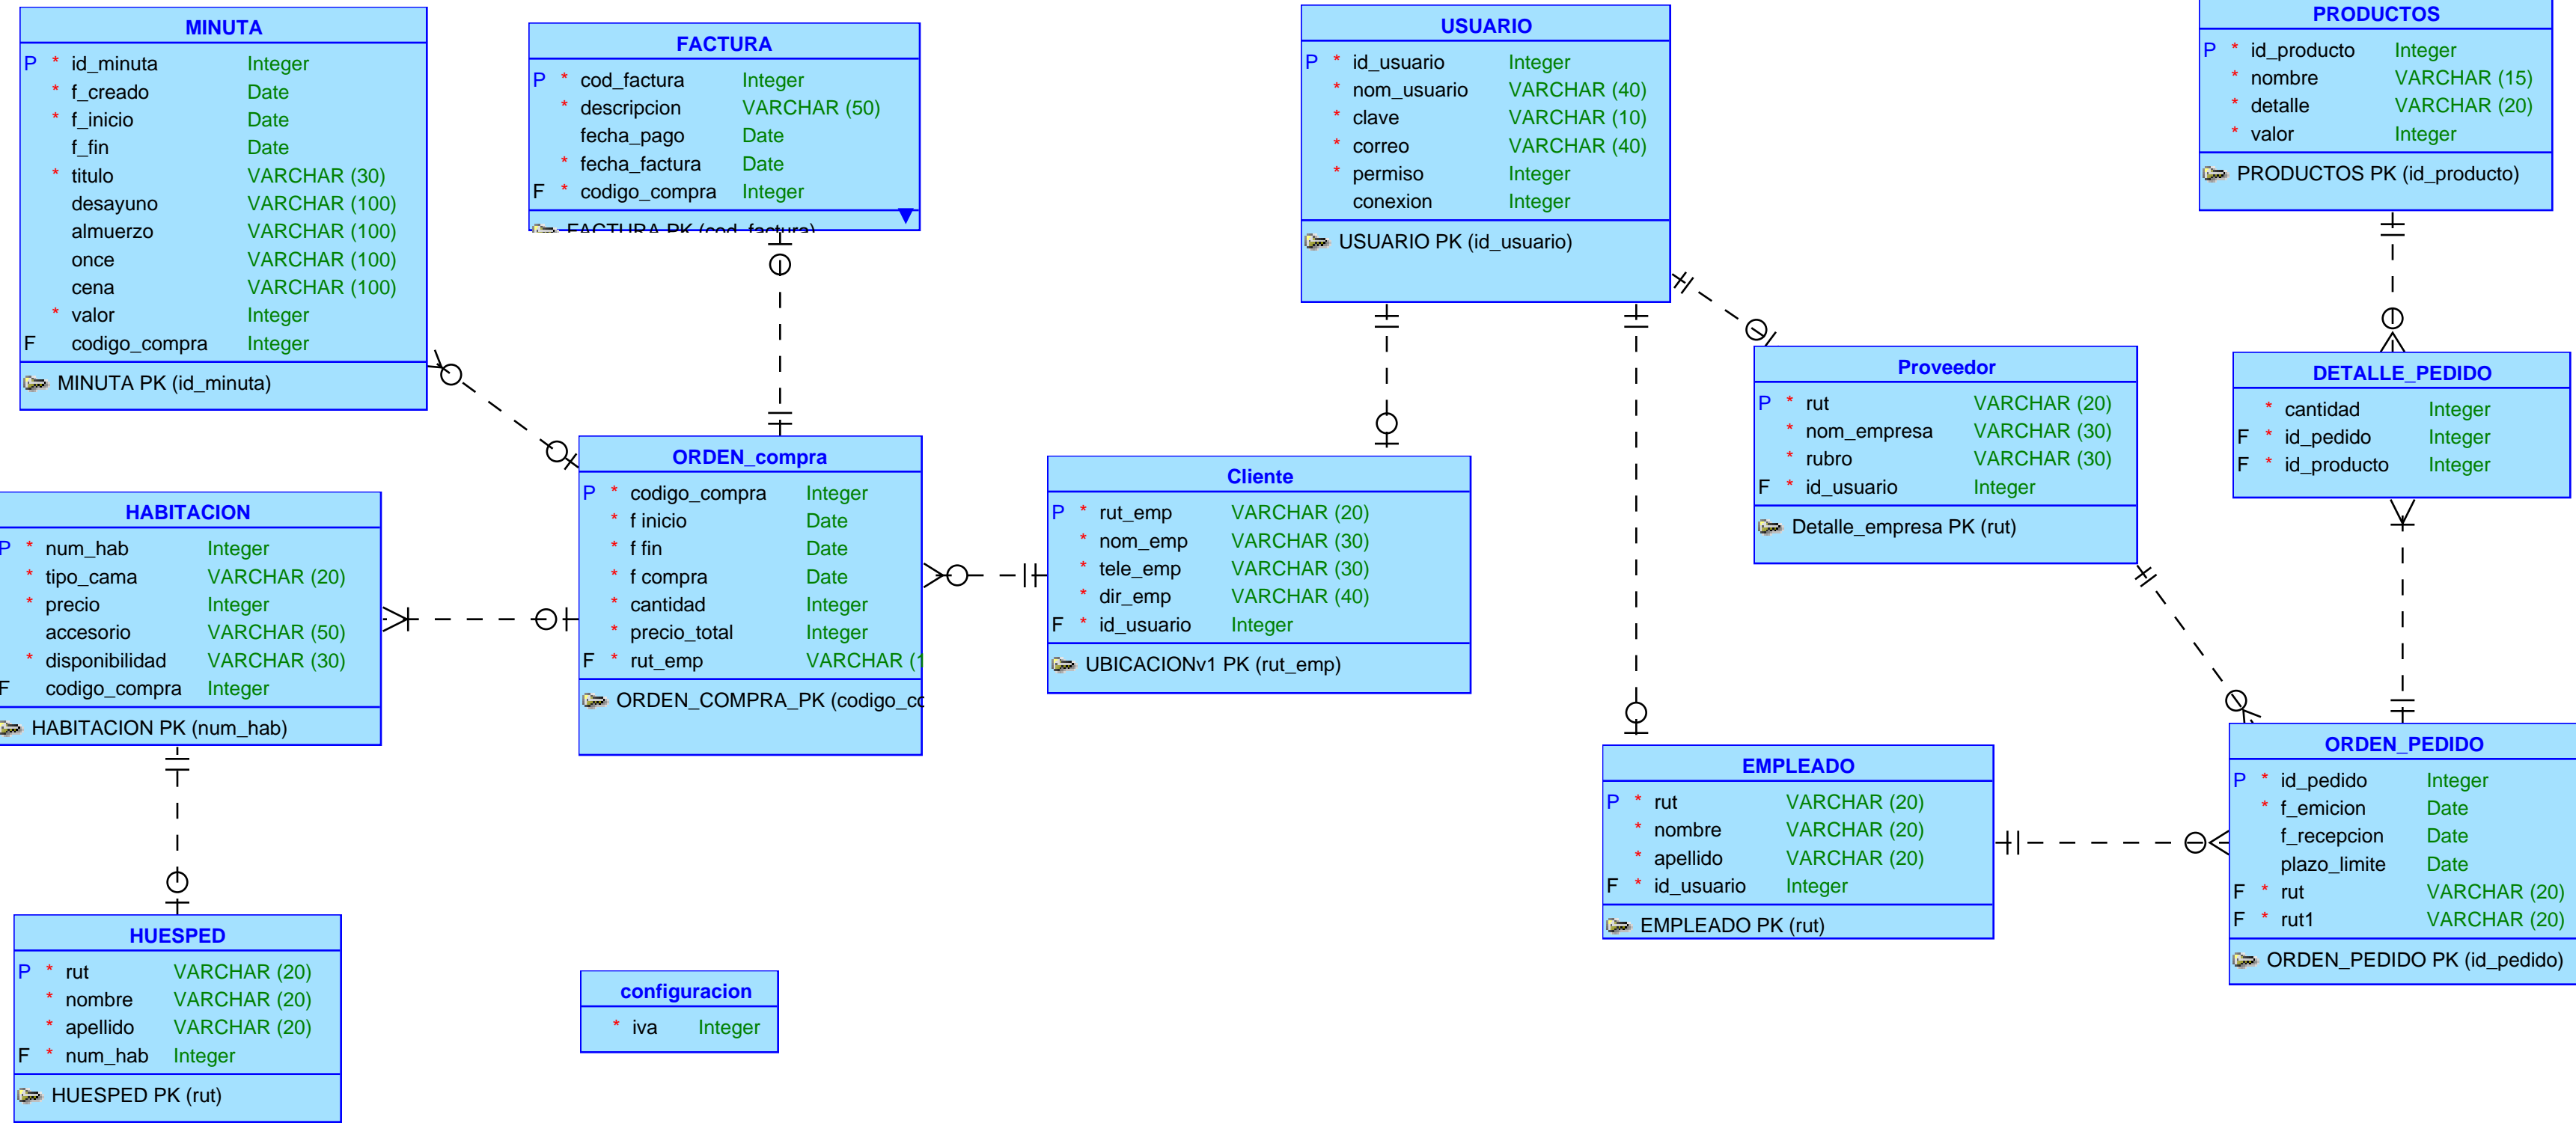 MINUTA
P * id_minuta Integer
* f_creado Date
* f_inicio Date
f_fin Date
* titulo VARCHAR (30)
desayuno VARCHAR (100)
almuerzo VARCHAR (100)
once VARCHAR (100)
cena VARCHAR (100)
* valor Integer
F codigo_compra Integer
MINUTA PK (id_minuta)
FACTURA
P * cod_factura Integer
* descripcion VARCHAR (50)
fecha_pago Date
* fecha_factura Date
F * codigo_compra Integer
FACTURA PK (cod_factura)
USUARIO
P * id_usuario Integer
* nom_usuario VARCHAR (40)
* clave VARCHAR (10)
* correo VARCHAR (40)
* permiso Integer
conexion Integer
USUARIO PK (id_usuario)
PRODUCTOS
P * id_producto Integer
* nombre VARCHAR (15)
* detalle VARCHAR (20)
* valor Integer
PRODUCTOS PK (id_producto)
Proveedor
P * rut VARCHAR (20)
* nom_empresa VARCHAR (30)
* rubro VARCHAR (30)
F * id_usuario Integer
Detalle_empresa PK (rut)
DETALLE_PEDIDO
* cantidad Integer
F * id_pedido Integer
F * id_producto Integer
HABITACION
P * num_hab Integer
* tipo_cama VARCHAR (20)
* precio Integer
accesorio VARCHAR (50)
* disponibilidad VARCHAR (30)
F codigo_compra Integer
HABITACION PK (num_hab)
ORDEN_compra
P * codigo_compra Integer
* f inicio Date
* f fin Date
* f compra Date
* cantidad Integer
* precio_total Integer
F * rut_emp VARCHAR (1
ORDEN_COMPRA_PK (codigo_co
Cliente
P * rut_emp VARCHAR (20)
* nom_emp VARCHAR (30)
* tele_emp VARCHAR (30)
* dir_emp VARCHAR (40)
F * id_usuario Integer
UBICACIONv1 PK (rut_emp)
EMPLEADO
P * rut VARCHAR (20)
* nombre VARCHAR (20)
* apellido VARCHAR (20)
F * id_usuario Integer
EMPLEADO PK (rut)
ORDEN_PEDIDO
P * id_pedido Integer
* f_emicion Date
f_recepcion Date
plazo_limite Date
F * rut VARCHAR (20)
F * rut1 VARCHAR (20)
ORDEN_PEDIDO PK (id_pedido)
HUESPED
P * rut VARCHAR (20)
* nombre VARCHAR (20)
* apellido VARCHAR (20)
F * num_hab Integer
HUESPED PK (rut)
configuracion
* iva Integer